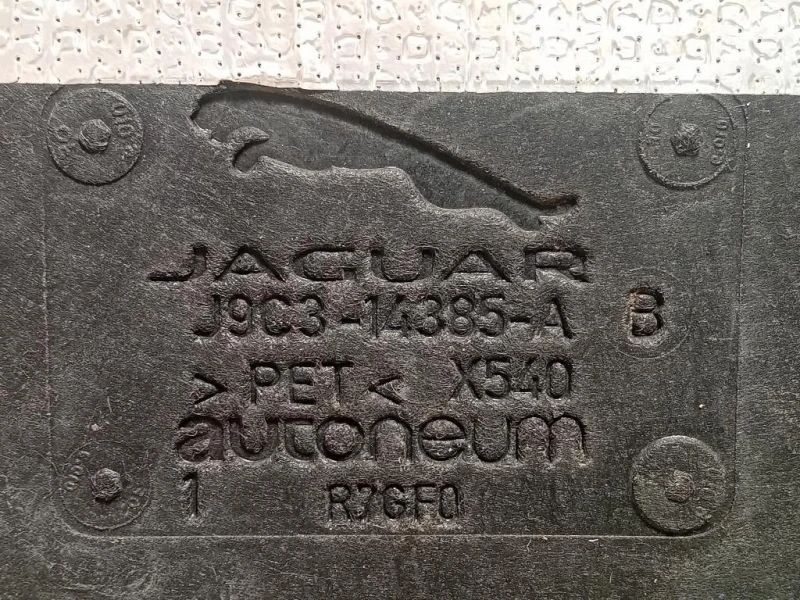 JAGUAR
J9C3-14385-A B
> PET < X540
autoneum
1 R7GF0